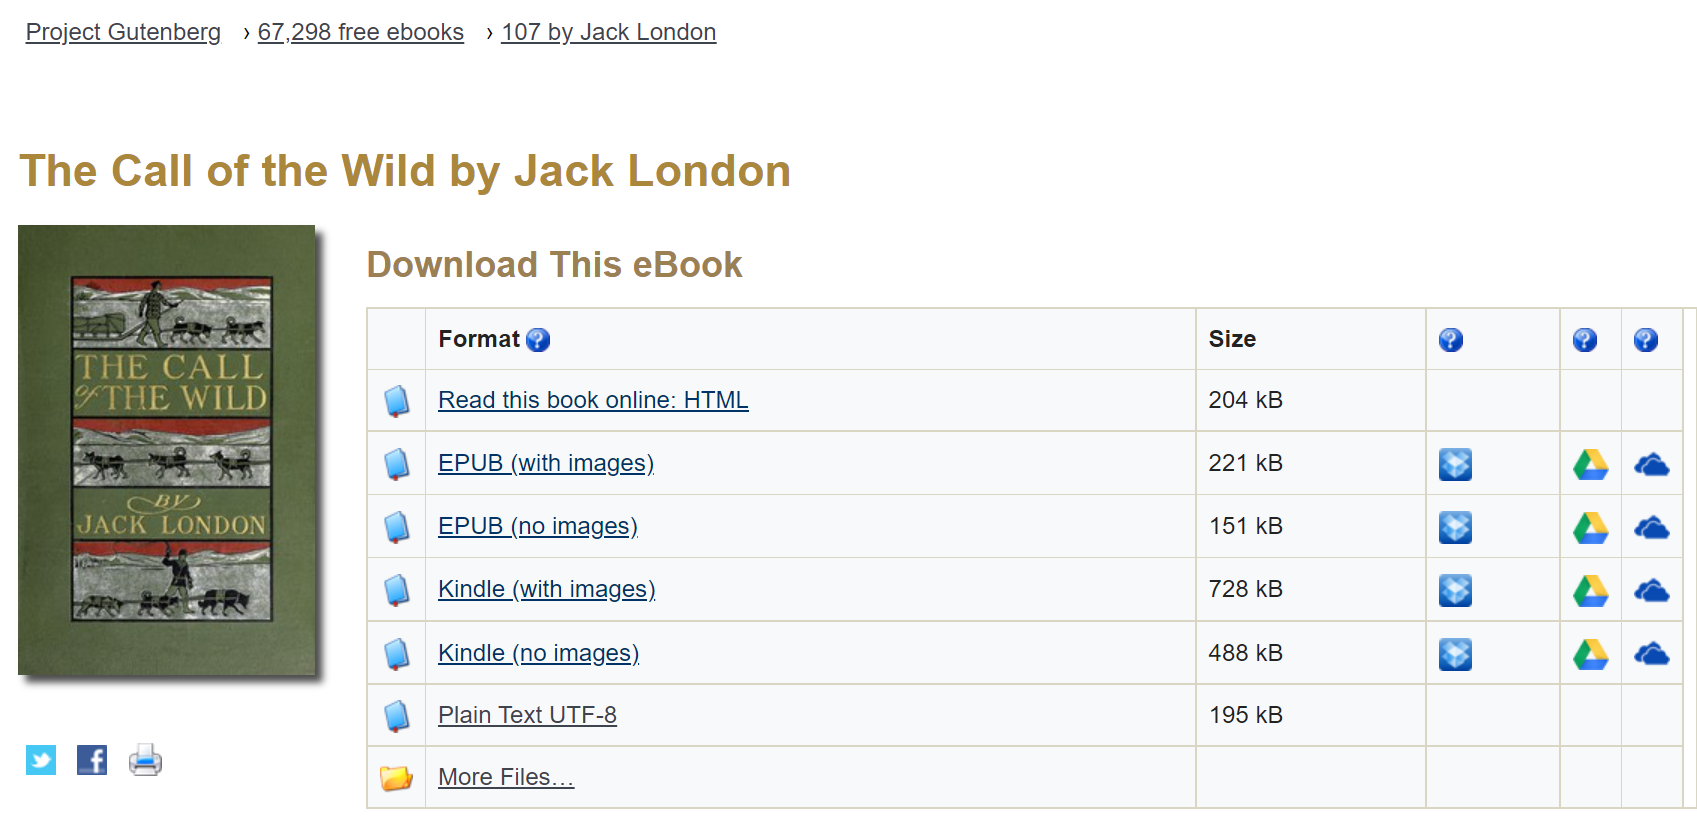 Project Gutenberg › 67,298 free ebooks › 107 by Jack London
The Call of the Wild by Jack London
THE CALL
of THE WILD
BY
JACK LONDON
Download This eBook
Format ? Size ? ? ?
Read this book online: HTML 204 kB
EPUB (with images) 221 kB
EPUB (no images) 151 kB
Kindle (with images) 728 kB
Kindle (no images) 488 kB
Plain Text UTF-8 195 kB
More Files…